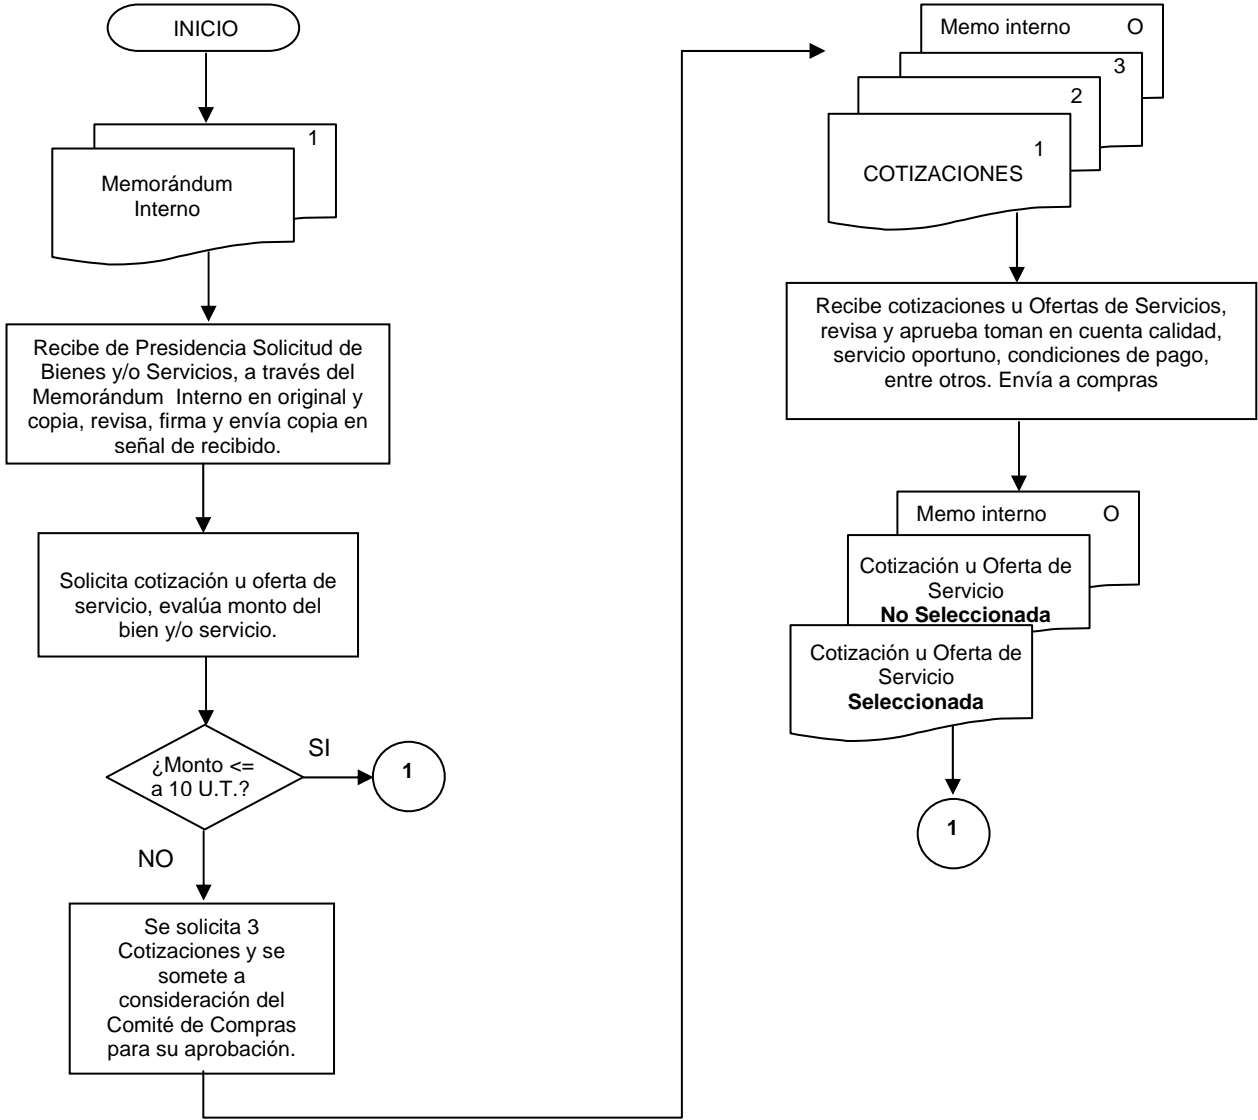 INICIO
1
Memorándum
Interno
Recibe de Presidencia Solicitud de
Bienes y/o Servicios, a través del
Memorándum Interno en original y
copia, revisa, firma y envía copia en
señal de recibido.
Solicita cotización u oferta de
servicio, evalúa monto del
bien y/o servicio.
¿Monto <=
a 10 U.T.?
SI
1
NO
Se solicita 3
Cotizaciones y se
somete a
consideración del
Comité de Compras
para su aprobación.
Memo interno O
3
2
1
COTIZACIONES
Recibe cotizaciones u Ofertas de Servicios,
revisa y aprueba toman en cuenta calidad,
servicio oportuno, condiciones de pago,
entre otros. Envía a compras
Memo interno O
Cotización u Oferta de
Servicio
No Seleccionada
Cotización u Oferta de
Servicio
Seleccionada
1